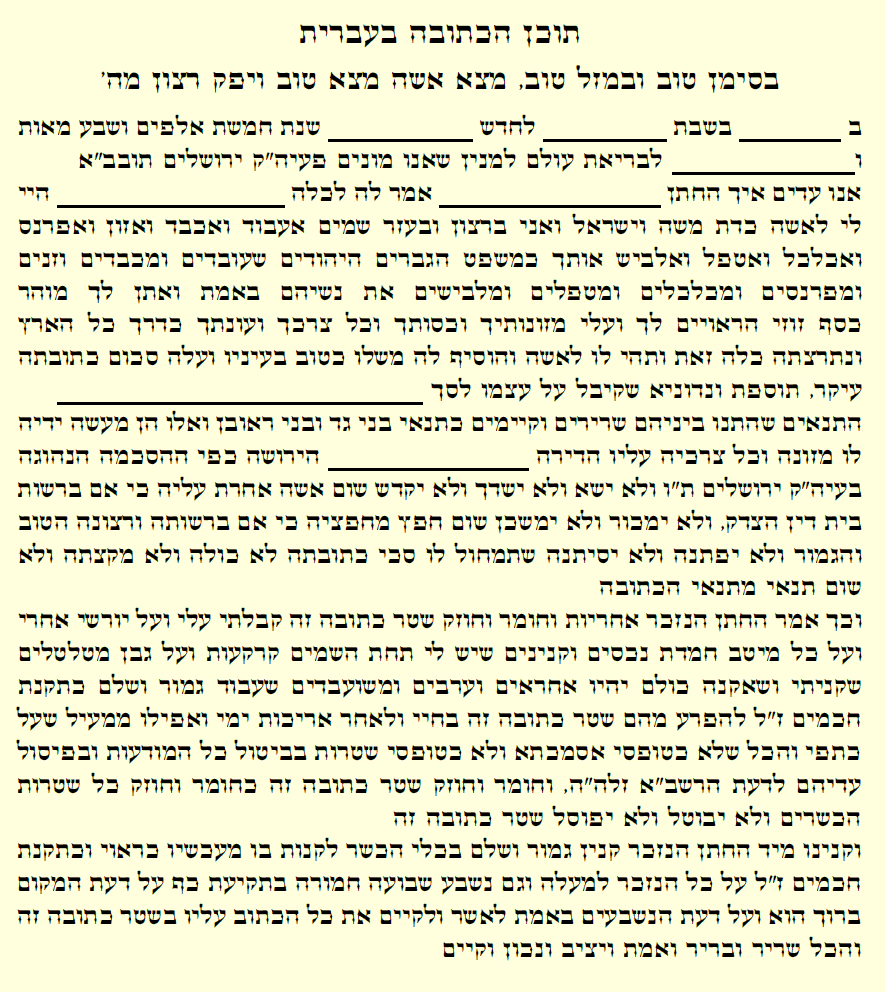 תוכן הכתובה בעברית
בסימן טוב ובמזל טוב, מצא אשה מצא טוב ויפק רצון מה'
ב ________ בשבת ________ לחדש ________ שנת חמשת אלפים ושבע מאות
ו________ לבריאת עולם למנין שאנו מונים פעיה"ק ירושלים תובב"א
אנו עדים איך החתן ________ אמר לה לכלה ________ היי
לי לאשה כדת משה וישראל ואני ברצון ובעזר שמים אעבוד ואכבד ואזון ואפרנס
ואכלכל ואטפל ואלביש אותך כמשפט הגברים היהודים שעובדים ומכבדים וזנים
ומפרנסים ומכלכלים ומטפלים ומלבישים את נשיהם באמת ואתן לך מוהר
כסף זוזי הראויים לך ועלי מזונותיך וכסותך וכל צרכך ועונתך כדרך כל הארץ
ונתרצתה כלה זאת ותהי לו לאשה והוסיף לה משלו כטוב בעיניו ועלה סכום כתובתה
עיקר, תוספת ונדוניא שקיבל על עצמו לסך ________
התנאים שהתנו ביניהם שרירים וקיימים כתנאי בני גד ובני ראובן ואלו הן מעשה ידיה
לו מזונה וכל צרכיה עליו הדירה ________ הירושה כפי ההסכמה הנהוגה
בעיה"ק ירושלים ת"ו ולא ישא ולא ישדך ולא יקדש שום אשה אחרת עליה כי אם ברשות
בית דין הצדק, ולא ימכור ולא ימשכן שום חפץ מחפציה כי אם ברשותה ורצונה הטוב
והגמור ולא יפתנה ולא יסיתנה שתמחול לו סכי כתובתה לא כולה ולא מקצתה ולא
שום תנאי מתנאי הכתובה
וכך אמר החתן הנזכר אחריות וחומר וחוזק שטר כתובה זה קבלתי עלי ועל יורשי אחרי
ועל כל מיטב חמדת נכסים וקנינים שיש לי תחת השמים קרקעות ועל גבן מטלטלים
שקניתי ושאקנה כולם יהיו אחראים וערבים ומשועבדים שעבוד גמור ושלם כתקנת
חכמים ז"ל להפרע מהם שטר כתובה זה בחיי ולאחר אריכות ימי ואפילו ממעיל שעל
כתפי והכל שלא כטופסי אסמכתא ולא כטופסי שטרות בביטול כל המודעות ובפיסול
עדיהם לדעת הרשב"א זלה"ה, וחומר וחוזק שטר כתובה זה כחומר וחוזק כל שטרות
הכשרים ולא יבוטל ולא יפוסל שטר כתובה זה
וקנינו מיד החתן הנזכר קנין גמור ושלם בכלי הכשר לקנות בו מעכשיו כראוי וכתקנת
חכמים ז"ל על כל הנזכר למעלה וגם נשבע שבועה חמורה בתקיעת כף על דעת המקום
ברוך הוא ועל דעת הנשבעים באמת לאשר ולקיים את כל הכתוב עליו בשטר כתובה זה
והכל שריר ובריר ואמת ויציב ונכון וקיים